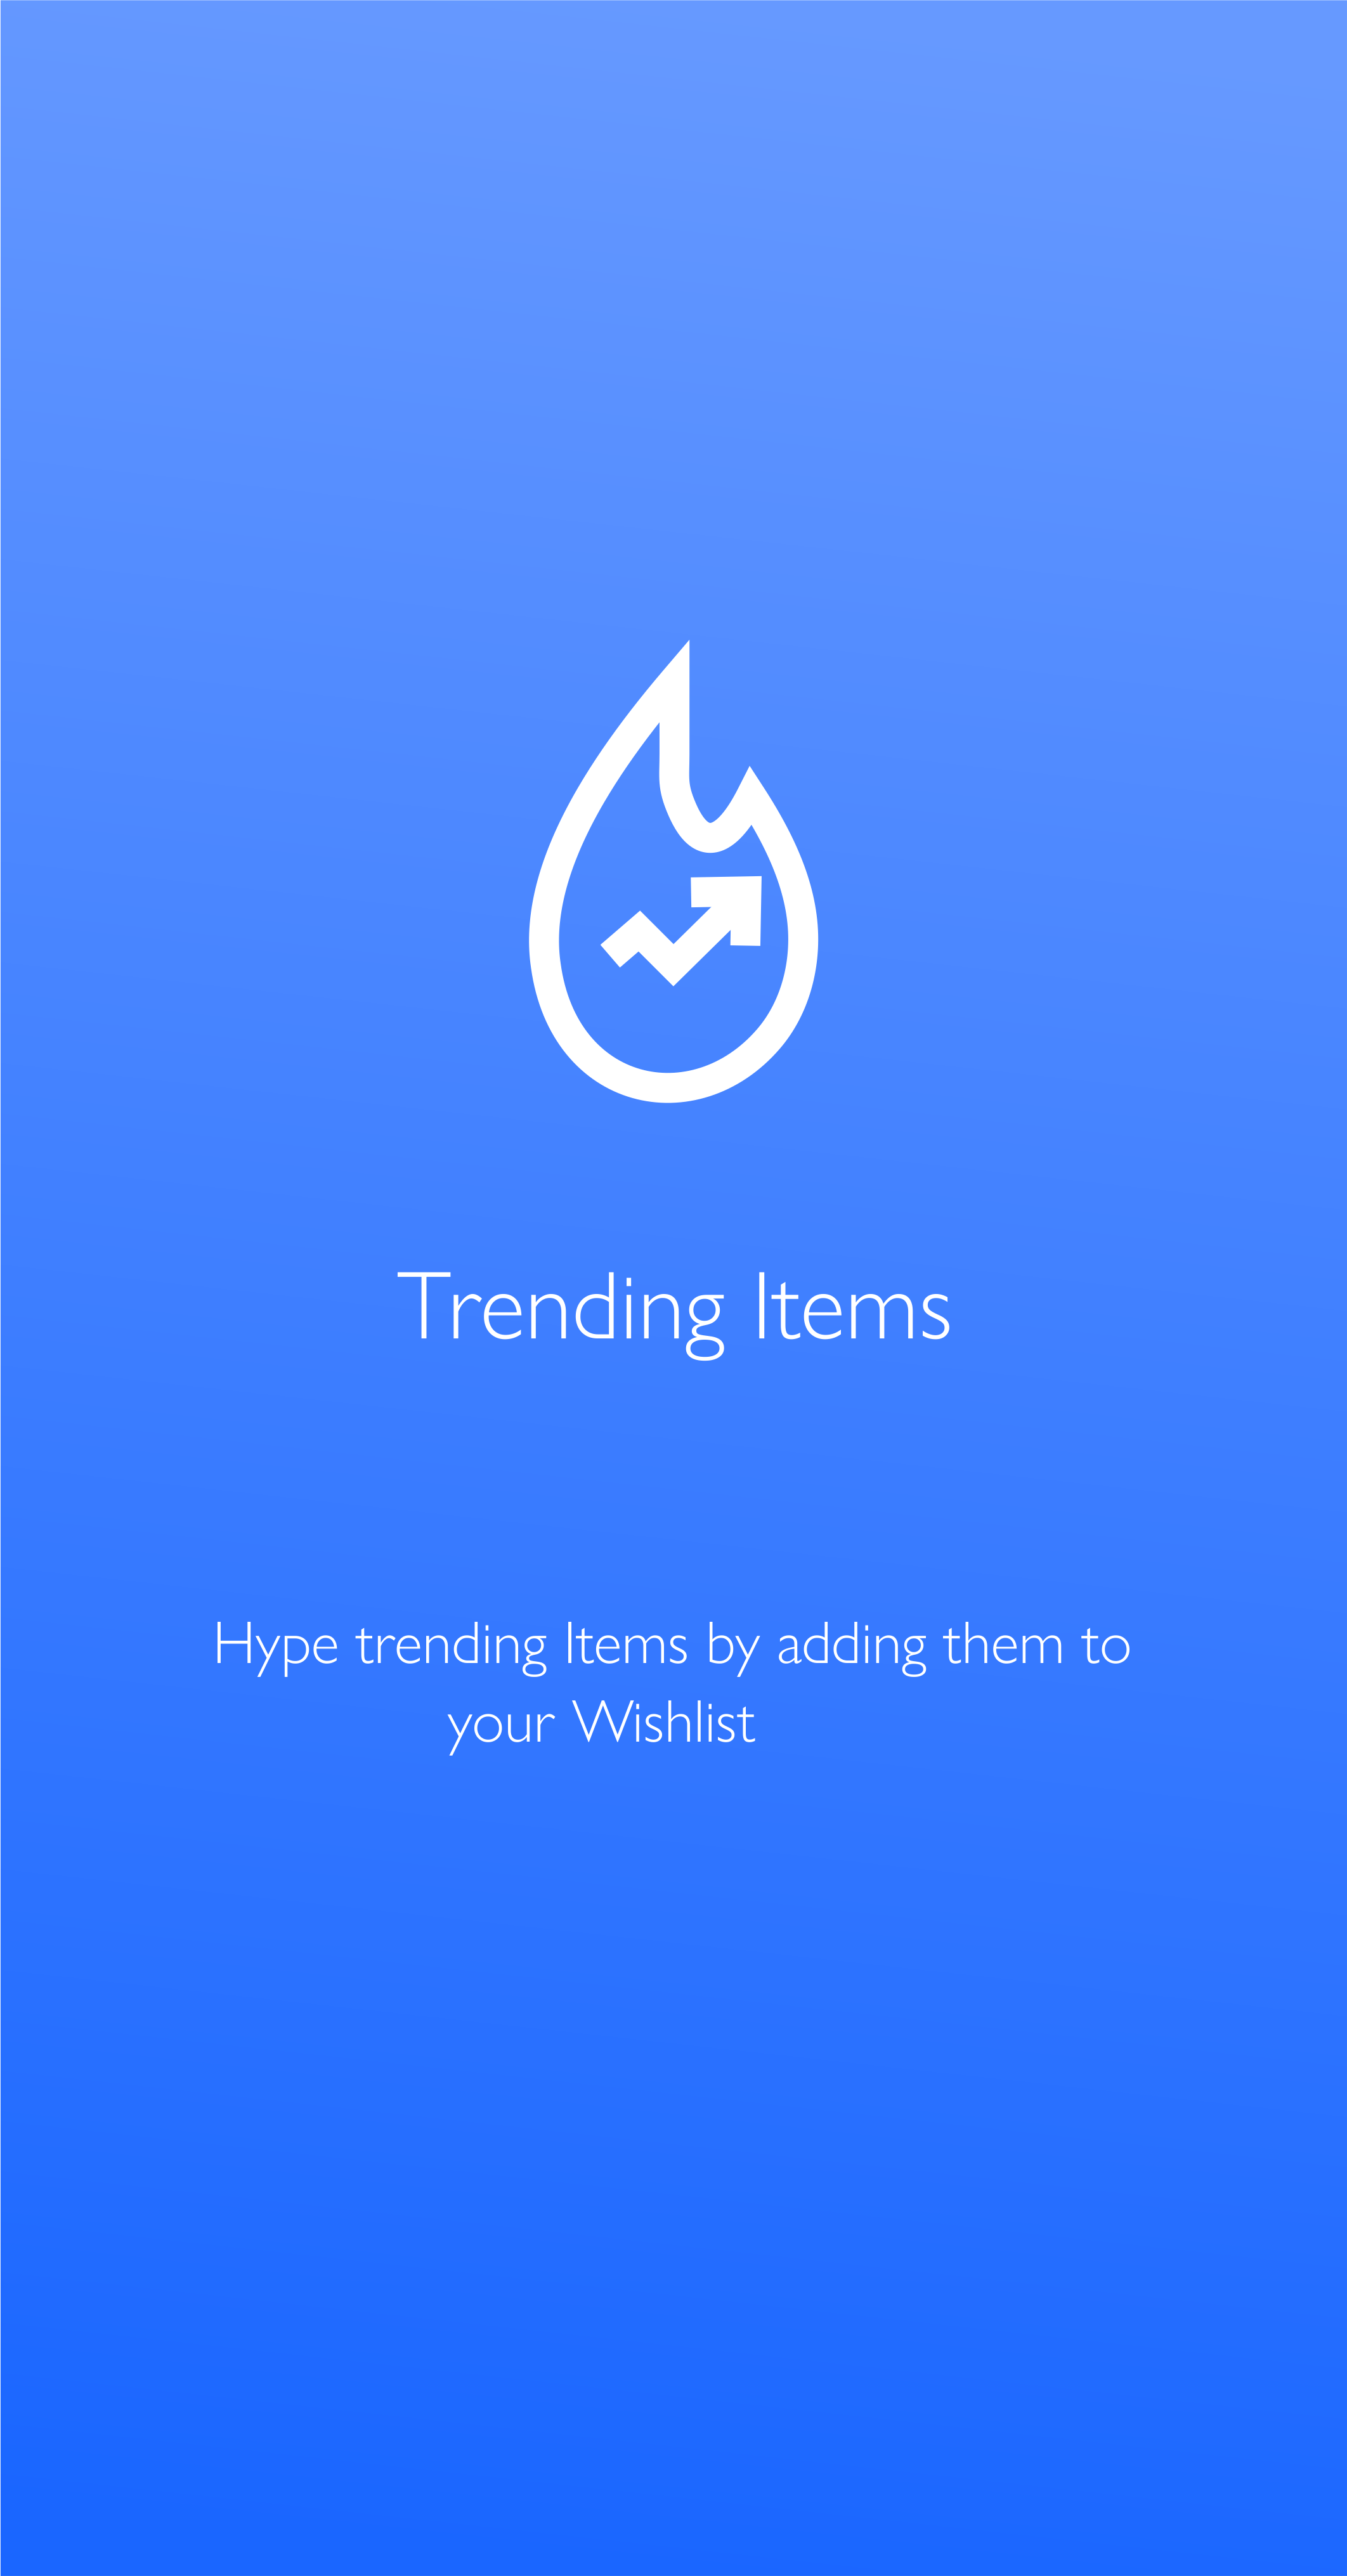 Trending Items
Hype trending Items by adding them to
your Wishlist